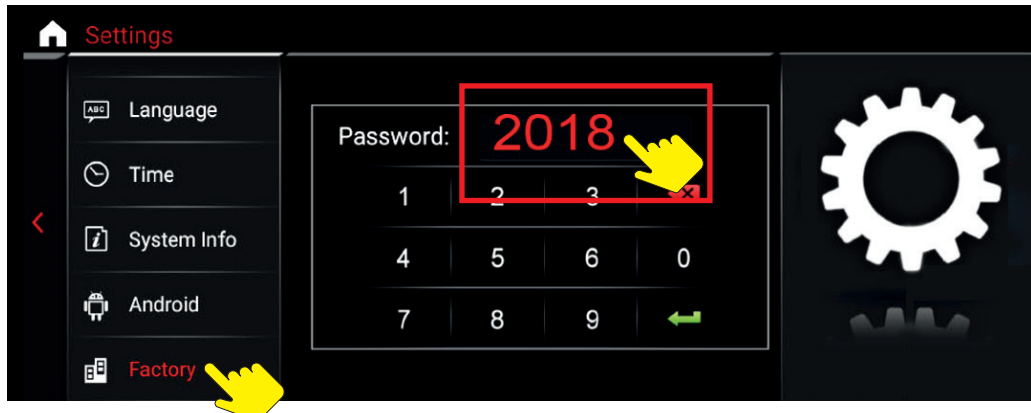 Settings
ABC
Language
Time
i
System Info
Android
Factory
Password: 2018
1 2 3
4 5 6 0
7 8 9